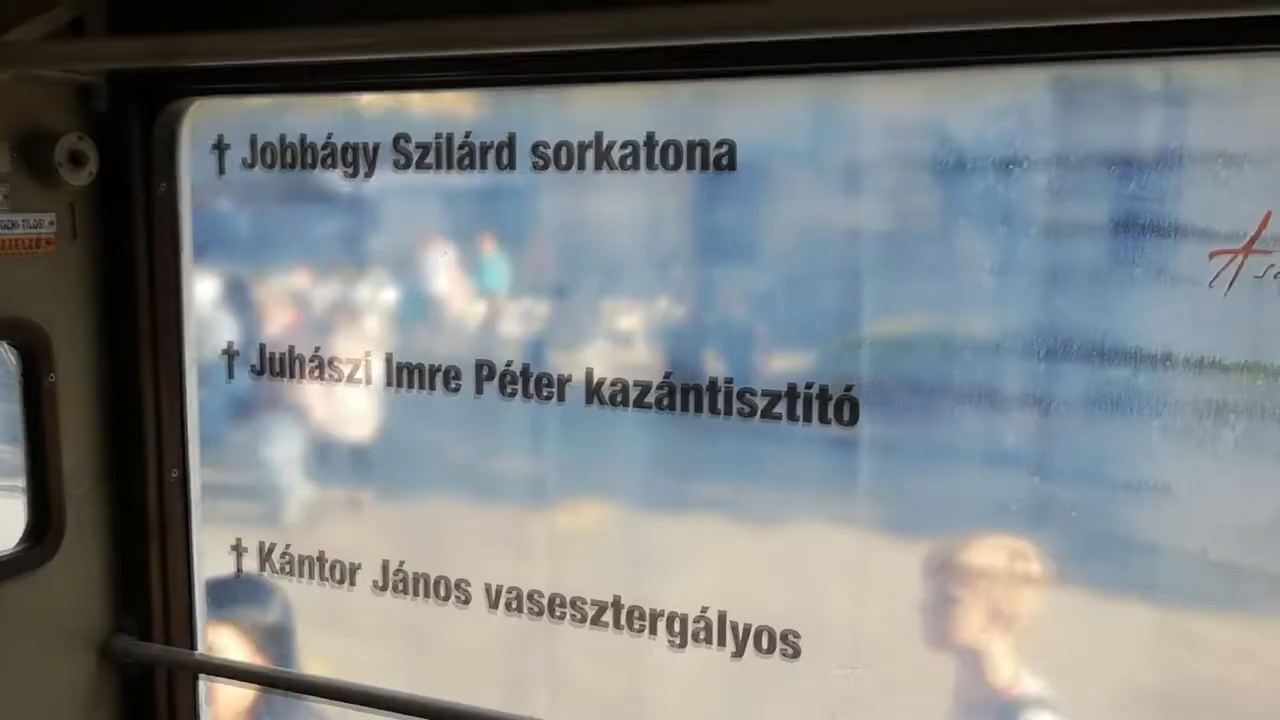 † Jobbágy Szilárd sorkatona
† Juhászi Imre Péter kazántisztító
† Kántor János vasesztergályos